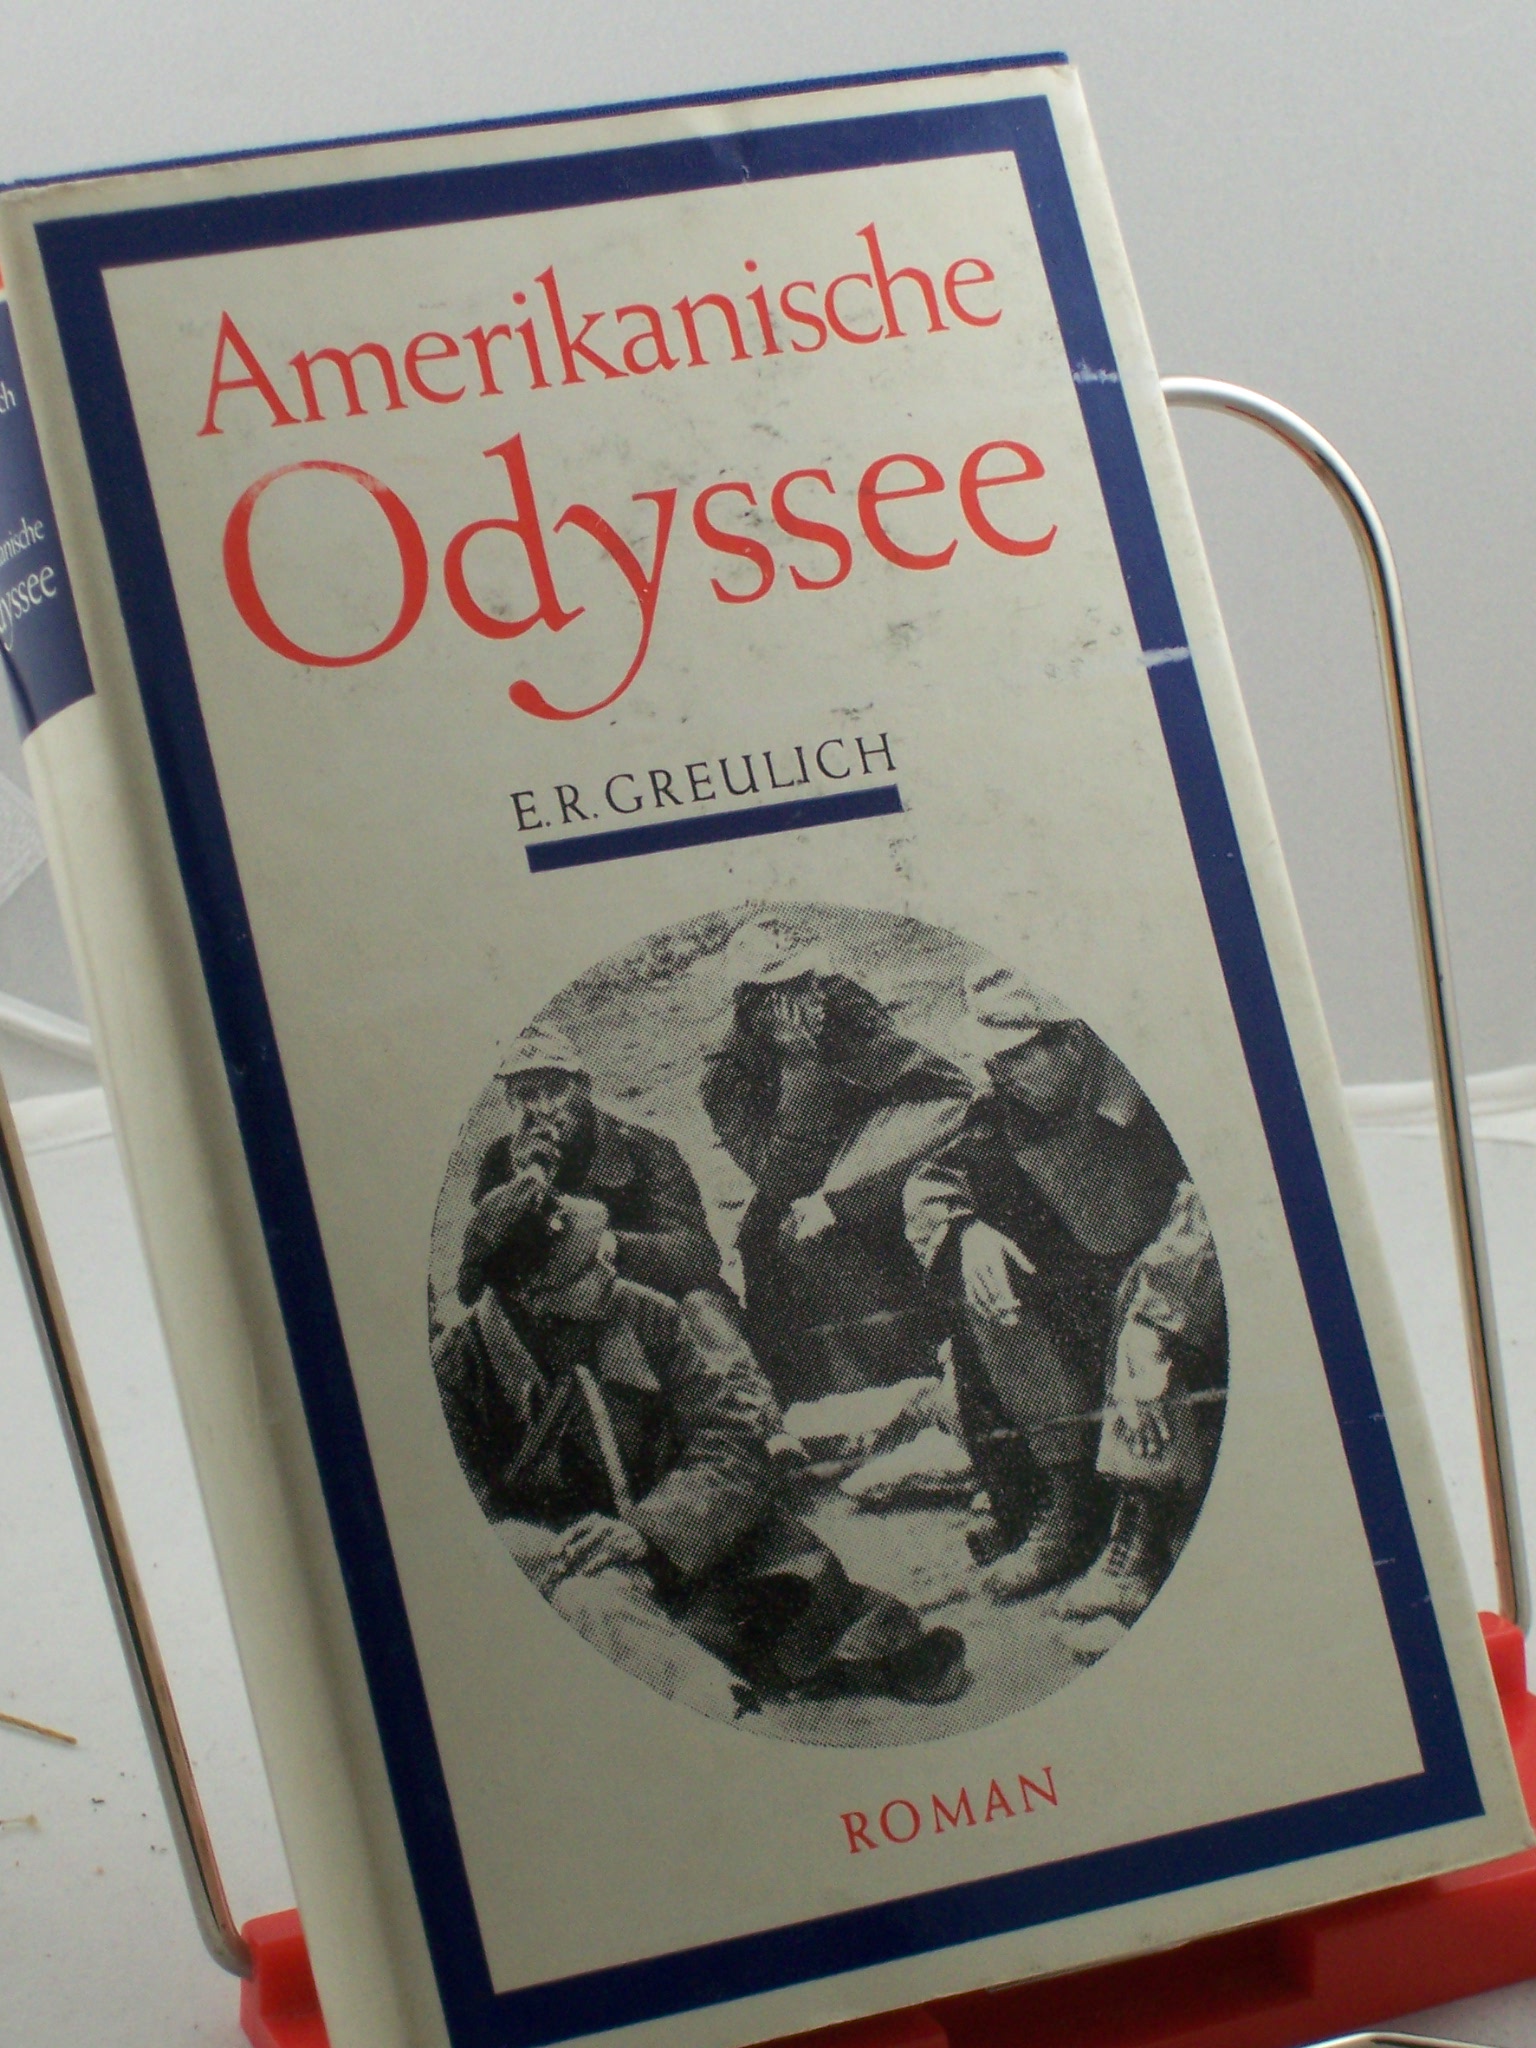 Amerikanische
Odyssee
E.R. GREULICH
ROMAN